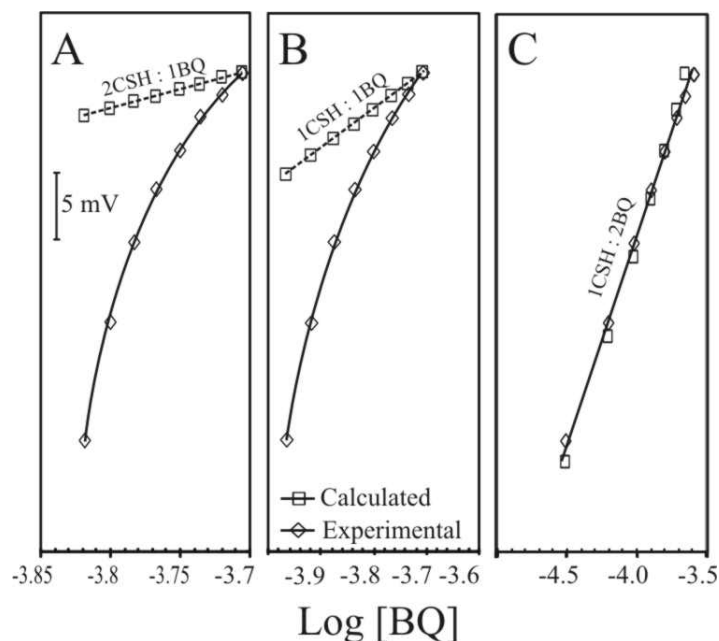 A
B
C
2CSH : 1BQ
1CSH : 1BQ
1CSH : 2BQ
5 mV
Calculated
Experimental
-3.85 -3.8 -3.75 -3.7
-3.9 -3.8 -3.7 -3.6
-4.5 -4.0 -3.5
Log [BQ]